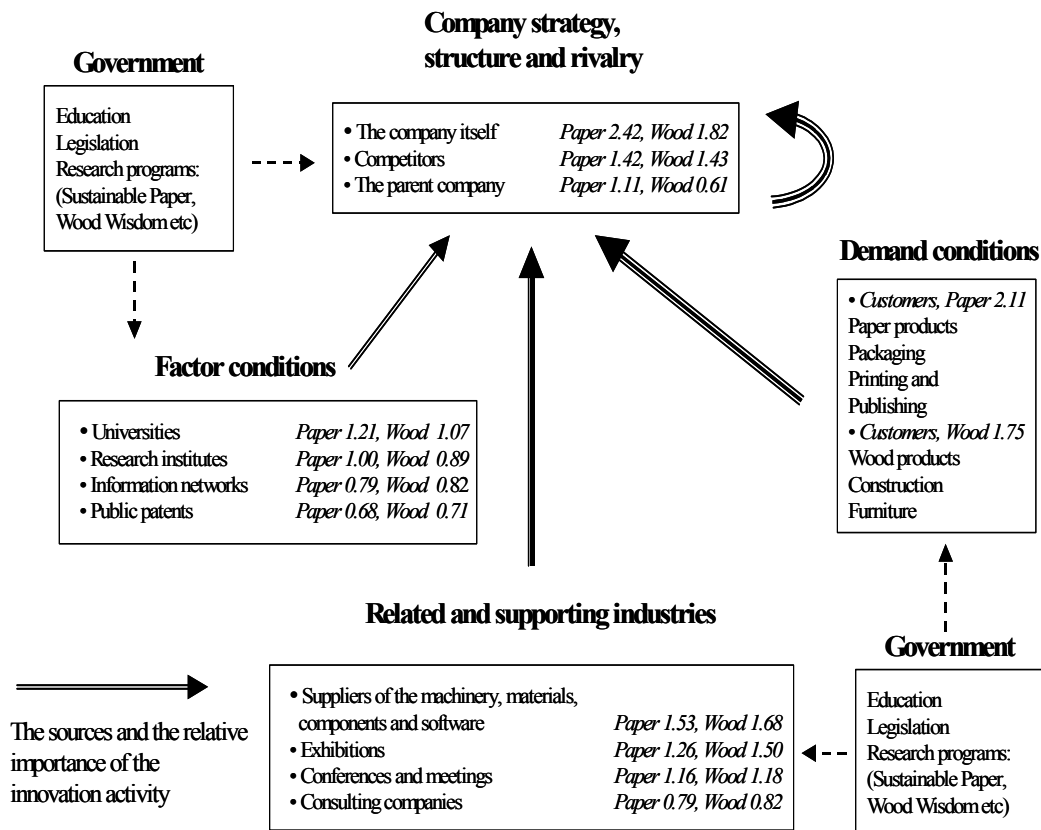 Company strategy,
structure and rivalry
Government
Education
Legislation
Research programs:
(Sustainable Paper,
Wood Wisdom etc)
• The company itself Paper 2.42, Wood 1.82
• Competitors Paper 1.42, Wood 1.43
• The parent company Paper 1.11, Wood 0.61
Demand conditions
• Customers, Paper 2.11
Paper products
Packaging
Printing and
Publishing
• Customers, Wood 1.75
Wood products
Construction
Furniture
Factor conditions
• Universities Paper 1.21, Wood 1.07
• Research institutes Paper 1.00, Wood 0.89
• Information networks Paper 0.79, Wood 0.82
• Public patents Paper 0.68, Wood 0.71
Related and supporting industries
• Suppliers of the machinery, materials,
components and software Paper 1.53, Wood 1.68
• Exhibitions Paper 1.26, Wood 1.50
• Conferences and meetings Paper 1.16, Wood 1.18
• Consulting companies Paper 0.79, Wood 0.82
Government
Education
Legislation
Research programs:
(Sustainable Paper,
Wood Wisdom etc)
The sources and the relative
importance of the
innovation activity